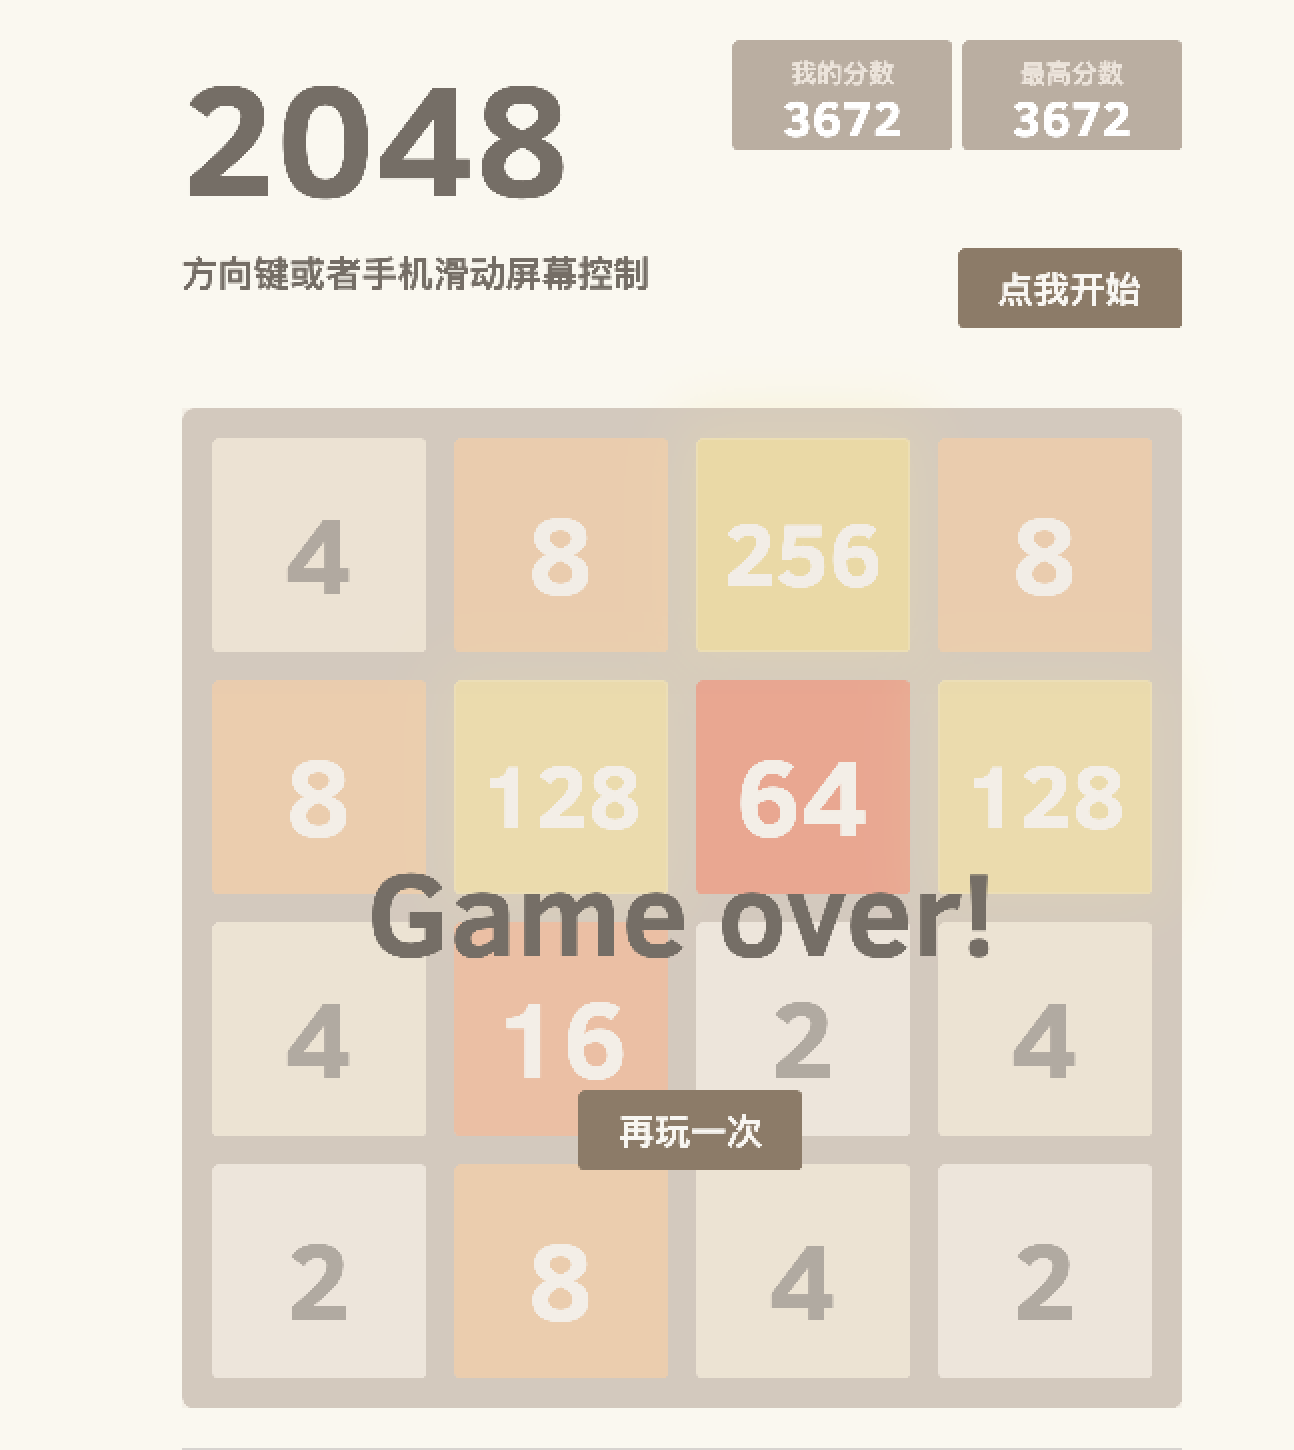 2048
我的分数
3672
最高分数
3672
方向键或者手机滑动屏幕控制
点我开始
4 8 256 8
8 128 64 128
Game over!
4 16 2 4
再玩一次
2 8 4 2